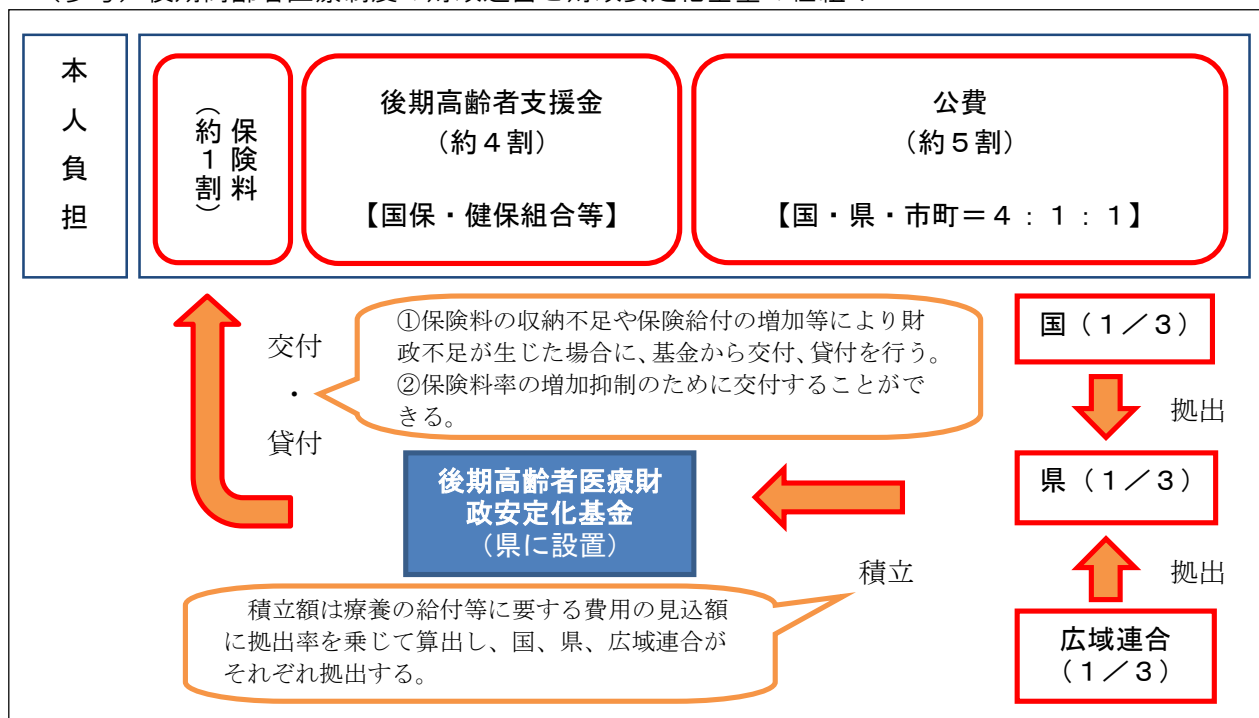 本人負担
保険料
(約1割)
後期高齢者支援金
(約4割)
【国保・健保組合等】
公費
(約5割)
【国・県・市町=4:1:1】
交付
・
貸付
①保険料の収納不足や保険給付の増加等により財
政不足が生じた場合に、基金から交付、貸付を行う。
②保険料率の増加抑制のために交付することがで
きる。
国(1/3)
拠出
県(1/3)
後期高齢者医療財
政安定化基金
(県に設置)
積立
拠出
広域連合
(1/3)
積立額は療養の給付等に要する費用の見込額
に拠出率を乗じて算出し、国、県、広域連合が
それぞれ拠出する。